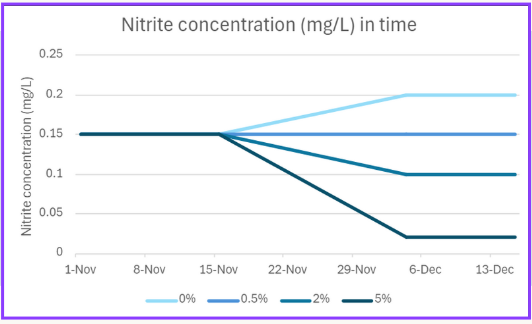 Nitrite concentration (mg/L) in time
Nitrite concentration (mg/L)
0.25
0.2
0.15
0.1
0.05
0
1-Nov 8-Nov 15-Nov 22-Nov 29-Nov 6-Dec 13-Dec
0% 0.5% 2% 5%